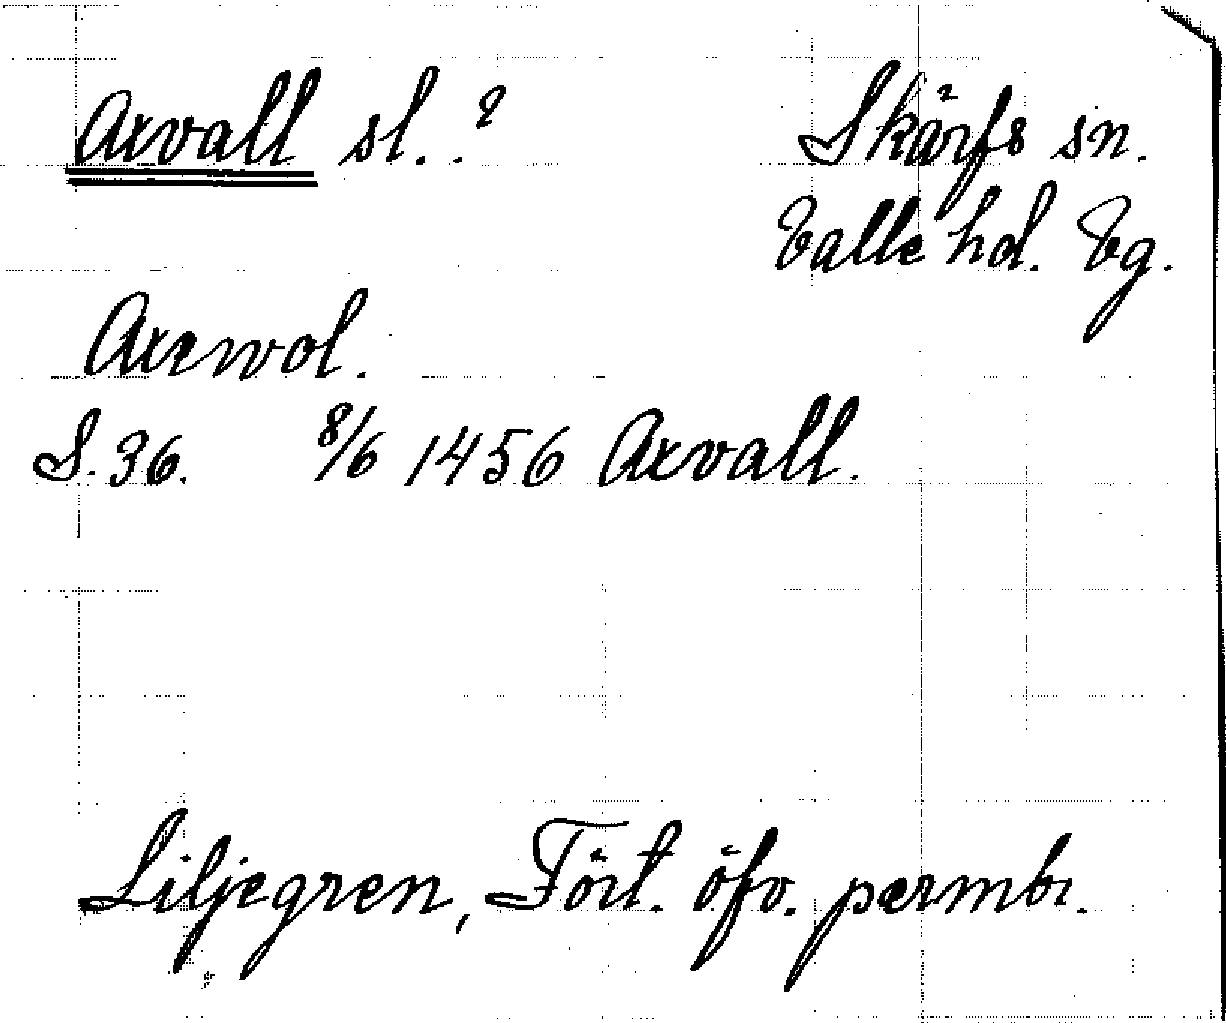 Axvall sl. ?
Skärfs sn.
Valle hd. Vg.
Axewol.
S. 36. 8/6 1456 Axvall.
Liljegren, Fört. öfv. permbr.